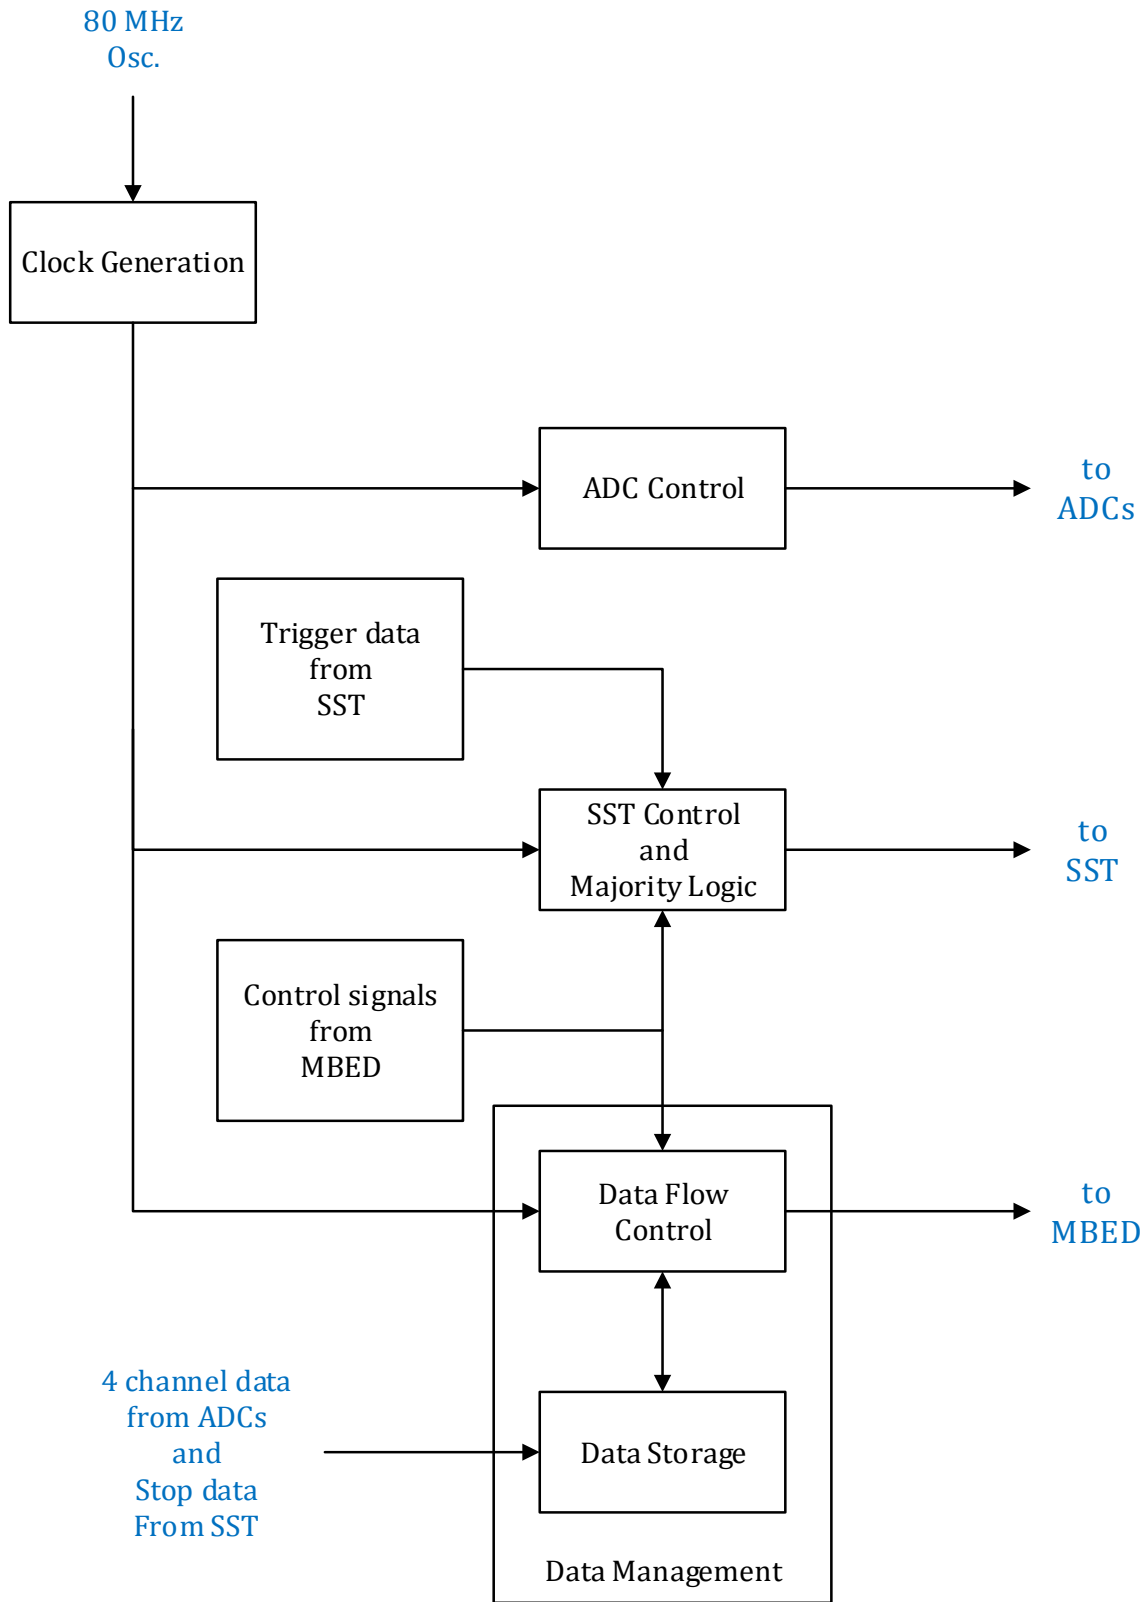 80 MHz
Osc.
Clock Generation
ADC Control
to
ADCs
Trigger data
from
SST
SST Control
and
Majority Logic
to
SST
Control signals
from
MBED
Data Flow
Control
to
MBED
4 channel data
from ADCs
and
Stop data
From SST
Data Storage
Data Management